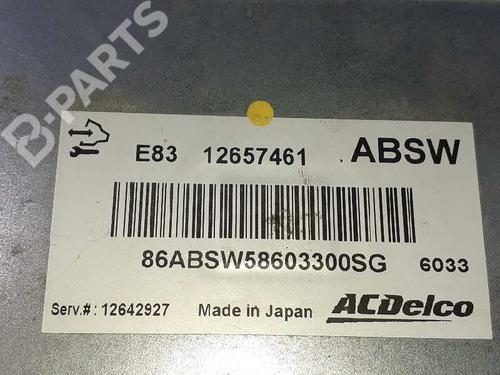 B-PARTS
E83 12657461 ABSW
86ABSW58603300SG 6033
Serv.#: 12642927 Made in Japan ACDelco